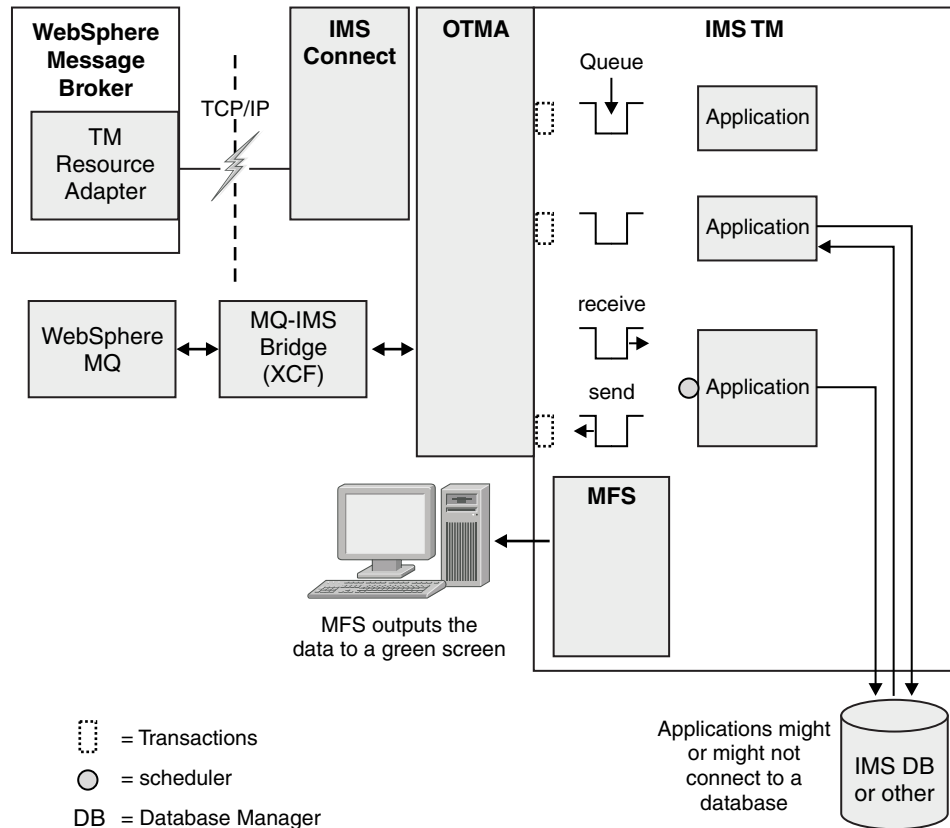 WebSphere
Message
Broker
TM
Resource
Adapter
TCP/IP
IMS
Connect
OTMA
IMS TM
Queue
Application
Application
receive
send
Application
WebSphere
MQ
MQ-IMS
Bridge
(XCF)
MFS
MFS outputs the
data to a green screen
= Transactions
= scheduler
DB = Database Manager
Applications might
or might not
connect to a
database
IMS DB
or other